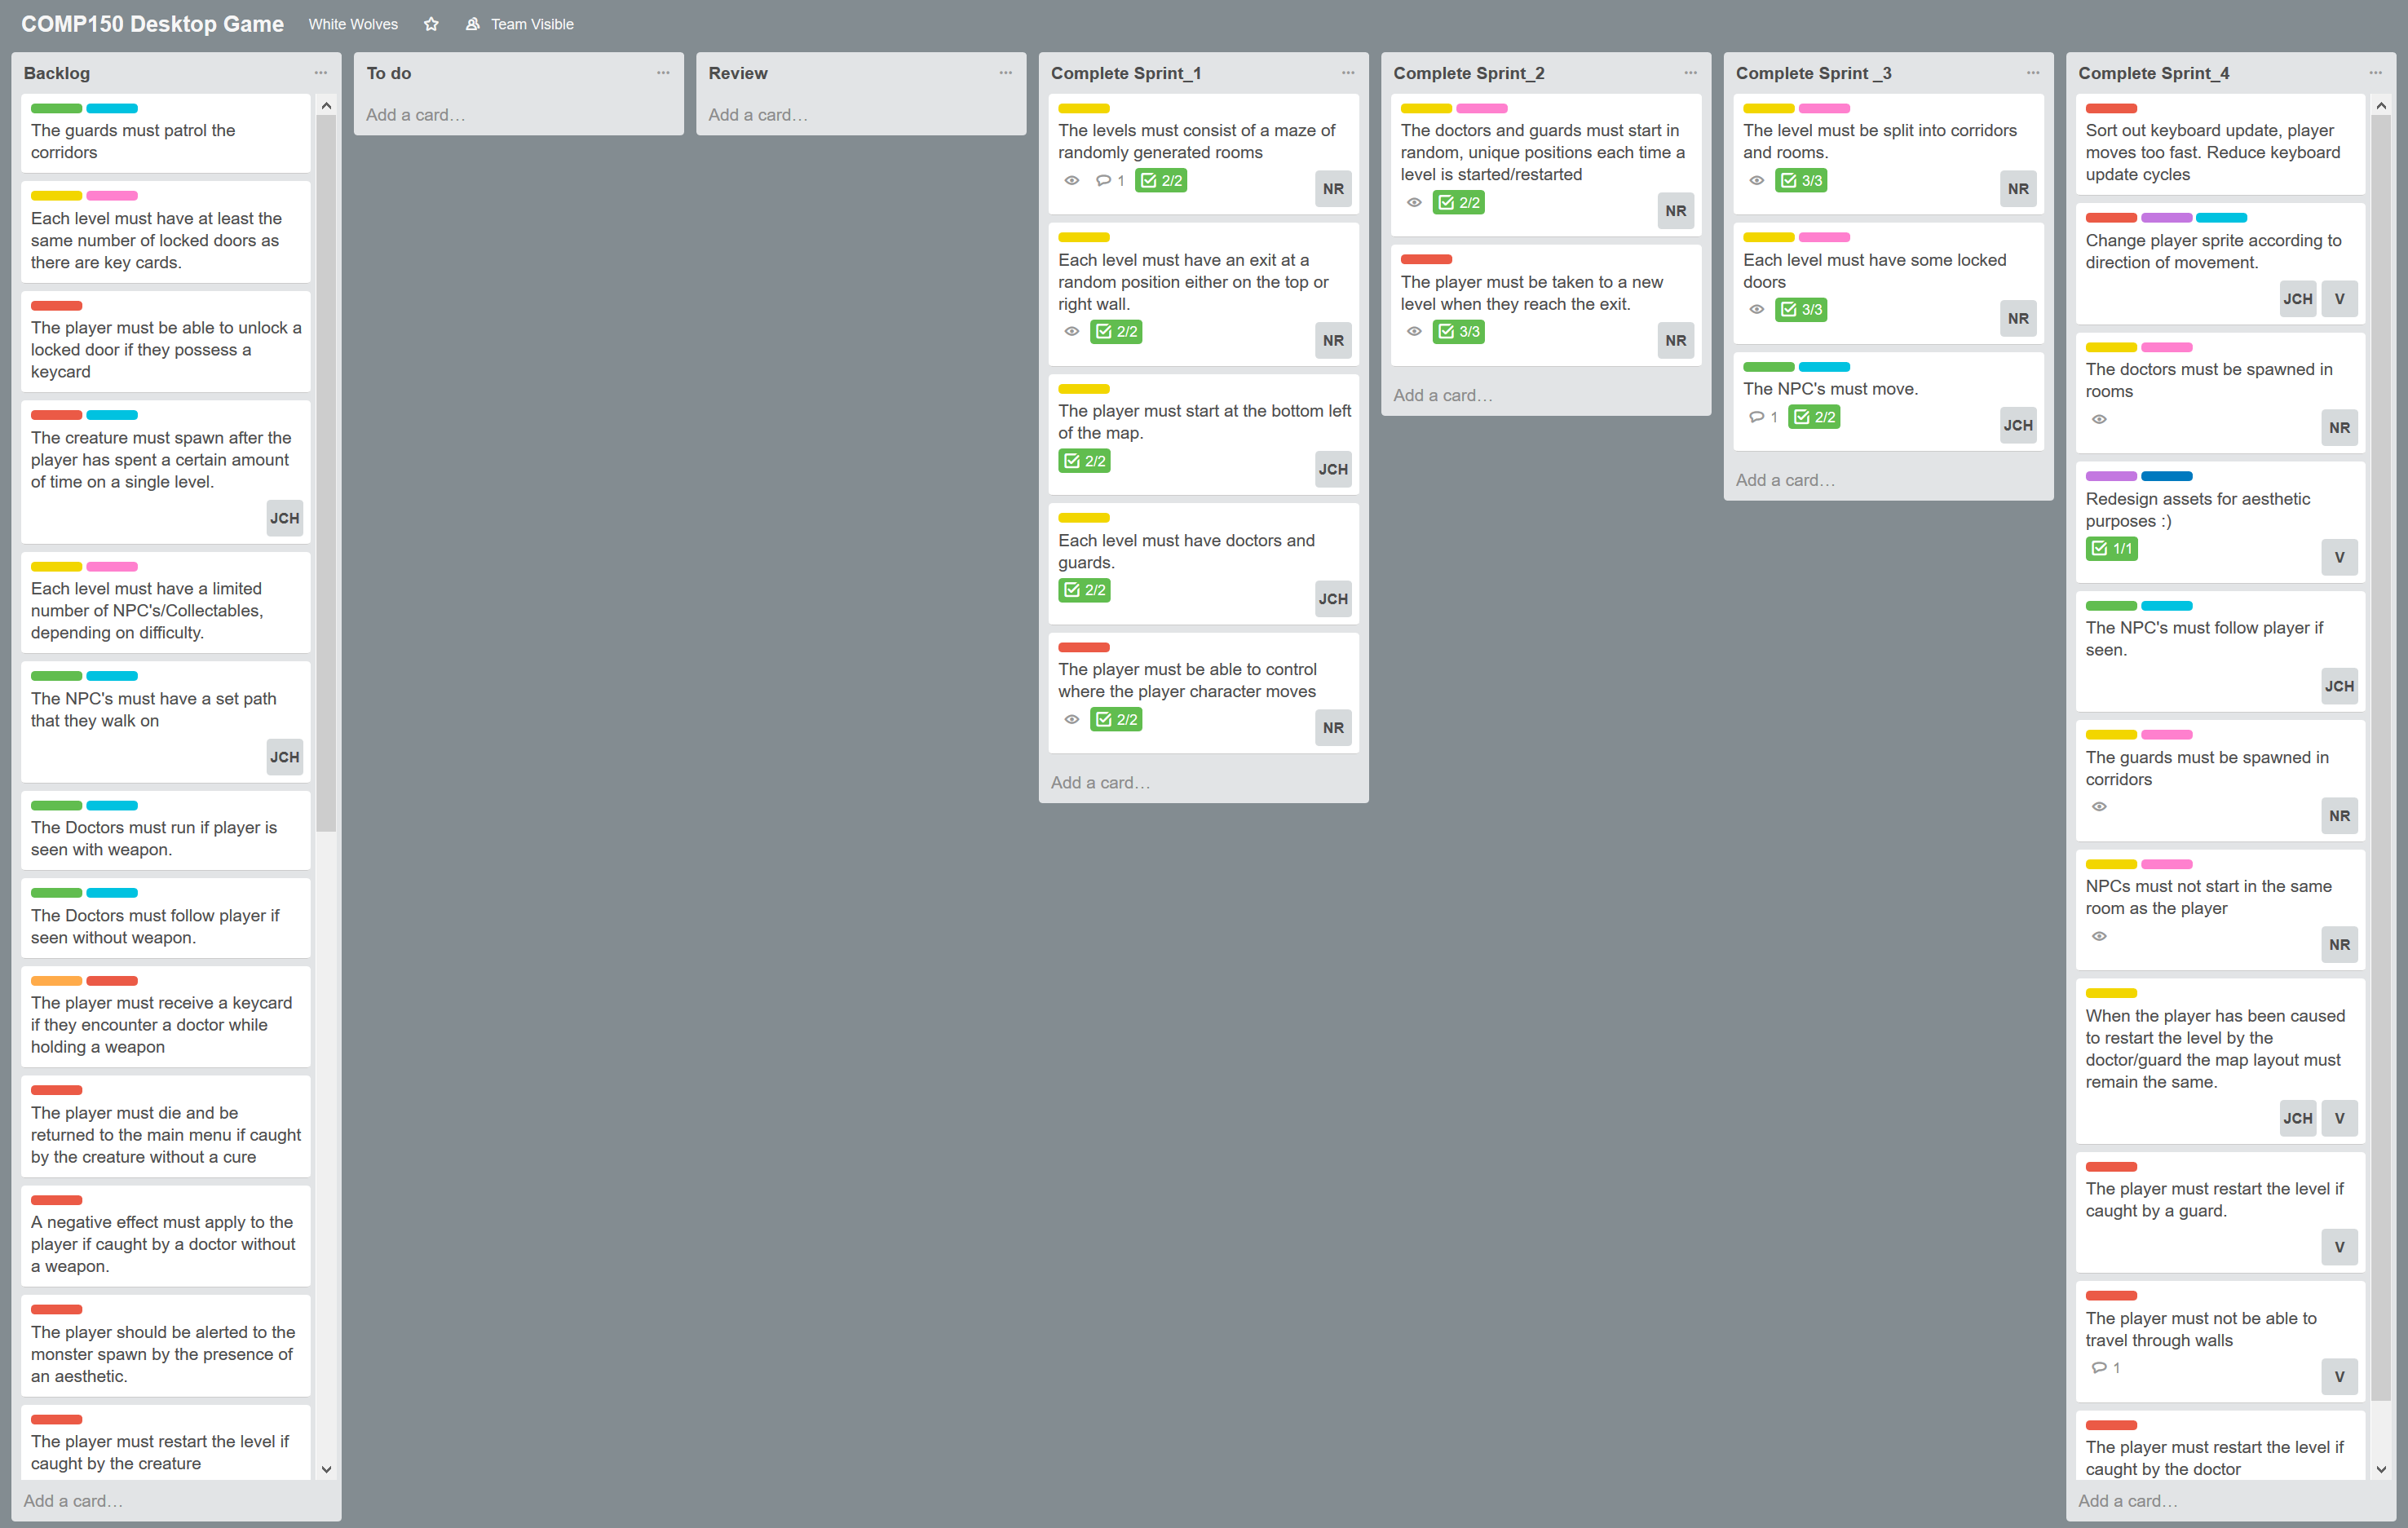 COMP150 Desktop Game
White Wolves
Team Visible
Backlog
The guards must patrol the
corridors
Each level must have at least the
same number of locked doors as
there are key cards.
The player must be able to unlock a
locked door if they possess a
keycard
The creature must spawn after the
player has spent a certain amount
of time on a single level.
JCH
Each level must have a limited
number of NPC's/Collectables,
depending on difficulty.
The NPC's must have a set path
that they walk on
JCH
The Doctors must run if player is
seen with weapon.
The Doctors must follow player if
seen without weapon.
The player must receive a keycard
if they encounter a doctor while
holding a weapon
The player must die and be
returned to the main menu if caught
by the creature without a cure
A negative effect must apply to the
player if caught by a doctor without
a weapon.
The player should be alerted to the
monster spawn by the presence of
an aesthetic.
The player must restart the level if
caught by the creature
Add a card…
To do
Add a card…
Review
Add a card…
Complete Sprint_1
The levels must consist of a maze of
randomly generated rooms
1 2/2
NR
Each level must have an exit at a
random position either on the top or
right wall.
2/2
NR
The player must start at the bottom left
of the map.
2/2
JCH
Each level must have doctors and
guards.
2/2
JCH
The player must be able to control
where the player character moves
2/2
NR
Add a card…
Complete Sprint_2
The doctors and guards must start in
random, unique positions each time a
level is started/restarted
2/2
NR
The player must be taken to a new
level when they reach the exit.
3/3
NR
Add a card…
Complete Sprint _3
The level must be split into corridors
and rooms.
3/3
NR
Each level must have some locked
doors
3/3
NR
The NPC's must move.
1 2/2
JCH
Add a card…
Complete Sprint_4
Sort out keyboard update, player
moves too fast. Reduce keyboard
update cycles
Change player sprite according to
direction of movement.
JCH V
The doctors must be spawned in
rooms
NR
Redesign assets for aesthetic
purposes :)
1/1
V
The NPC's must follow player if
seen.
JCH
The guards must be spawned in
corridors
NR
NPCs must not start in the same
room as the player
NR
When the player has been caused
to restart the level by the
doctor/guard the map layout must
remain the same.
JCH V
The player must restart the level if
caught by a guard.
V
The player must not be able to
travel through walls
1
V
The player must restart the level if
caught by the doctor
Add a card…